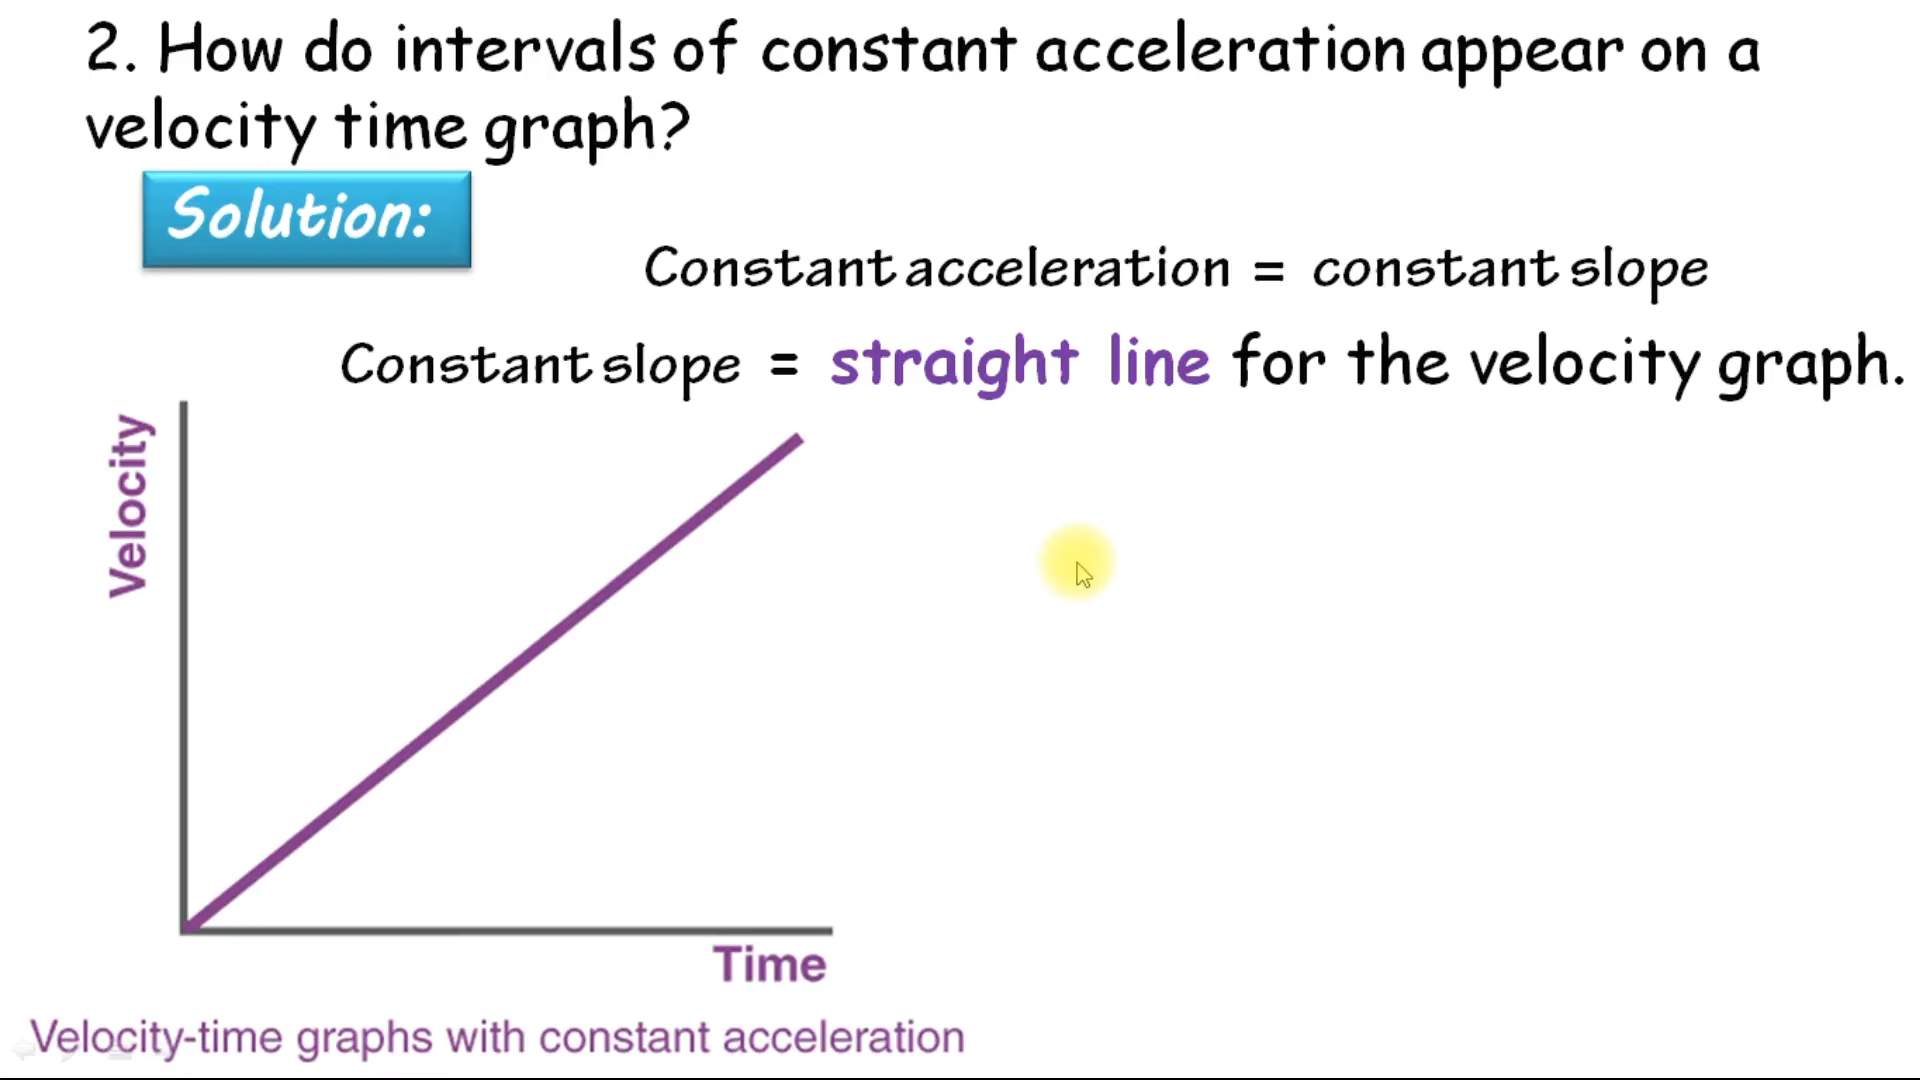 2. How do intervals of constant acceleration appear on a
velocity time graph?
Solution:
Constant acceleration = constant slope
Constant slope = straight line for the velocity graph.
Velocity
Time
Velocity-time graphs with constant acceleration